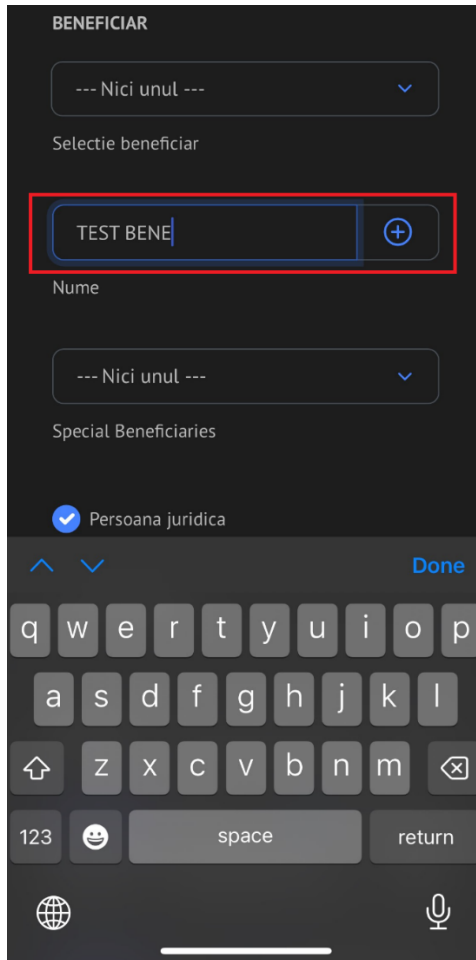 BENEFICIAR
--- Nici unul ---
Selectie beneficiar
TEST BENE
Nume
--- Nici unul ---
Special Beneficiaries
Persoana juridica
Done
q w e r t y u i o p
a s d f g h j k l
z x c v b n m
123 space return